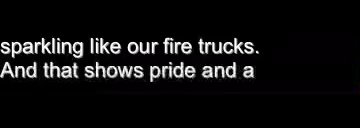 sparkling like our fire trucks.
And that shows pride and a